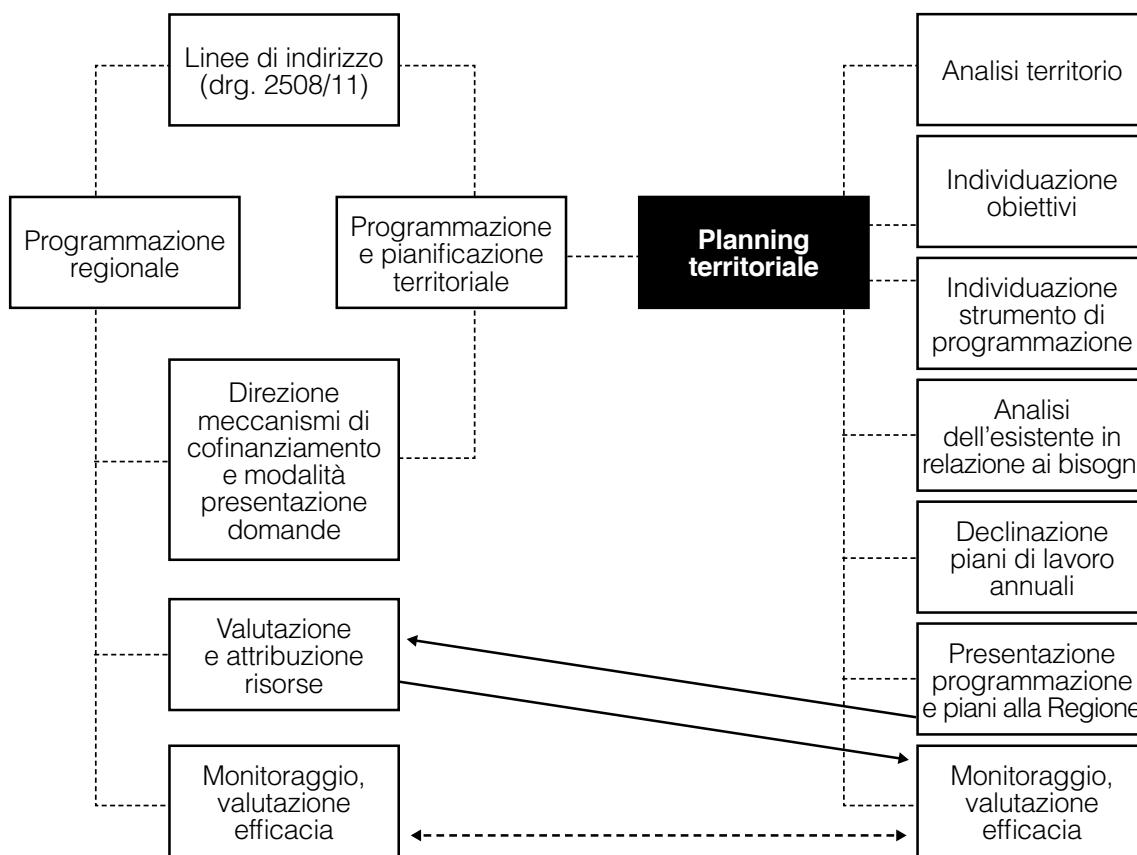 Linee di indirizzo
(drg. 2508/11)
Programmazione
regionale
Programmazione
e pianificazione
territoriale
Direzione
meccanismi di
cofinanziamento
e modalità
presentazione
domande
Valutazione
e attribuzione
risorse
Monitoraggio,
valutazione
efficacia
Planning
territoriale
Analisi territorio
Individuazione
obiettivi
Individuazione
strumento di
programmazione
Analisi
dell'esistente in
relazione ai bisogn
Declinazione
piani di lavoro
annuali
Presentazione
programmazione
e piani alla Regione
Monitoraggio,
valutazione
efficacia